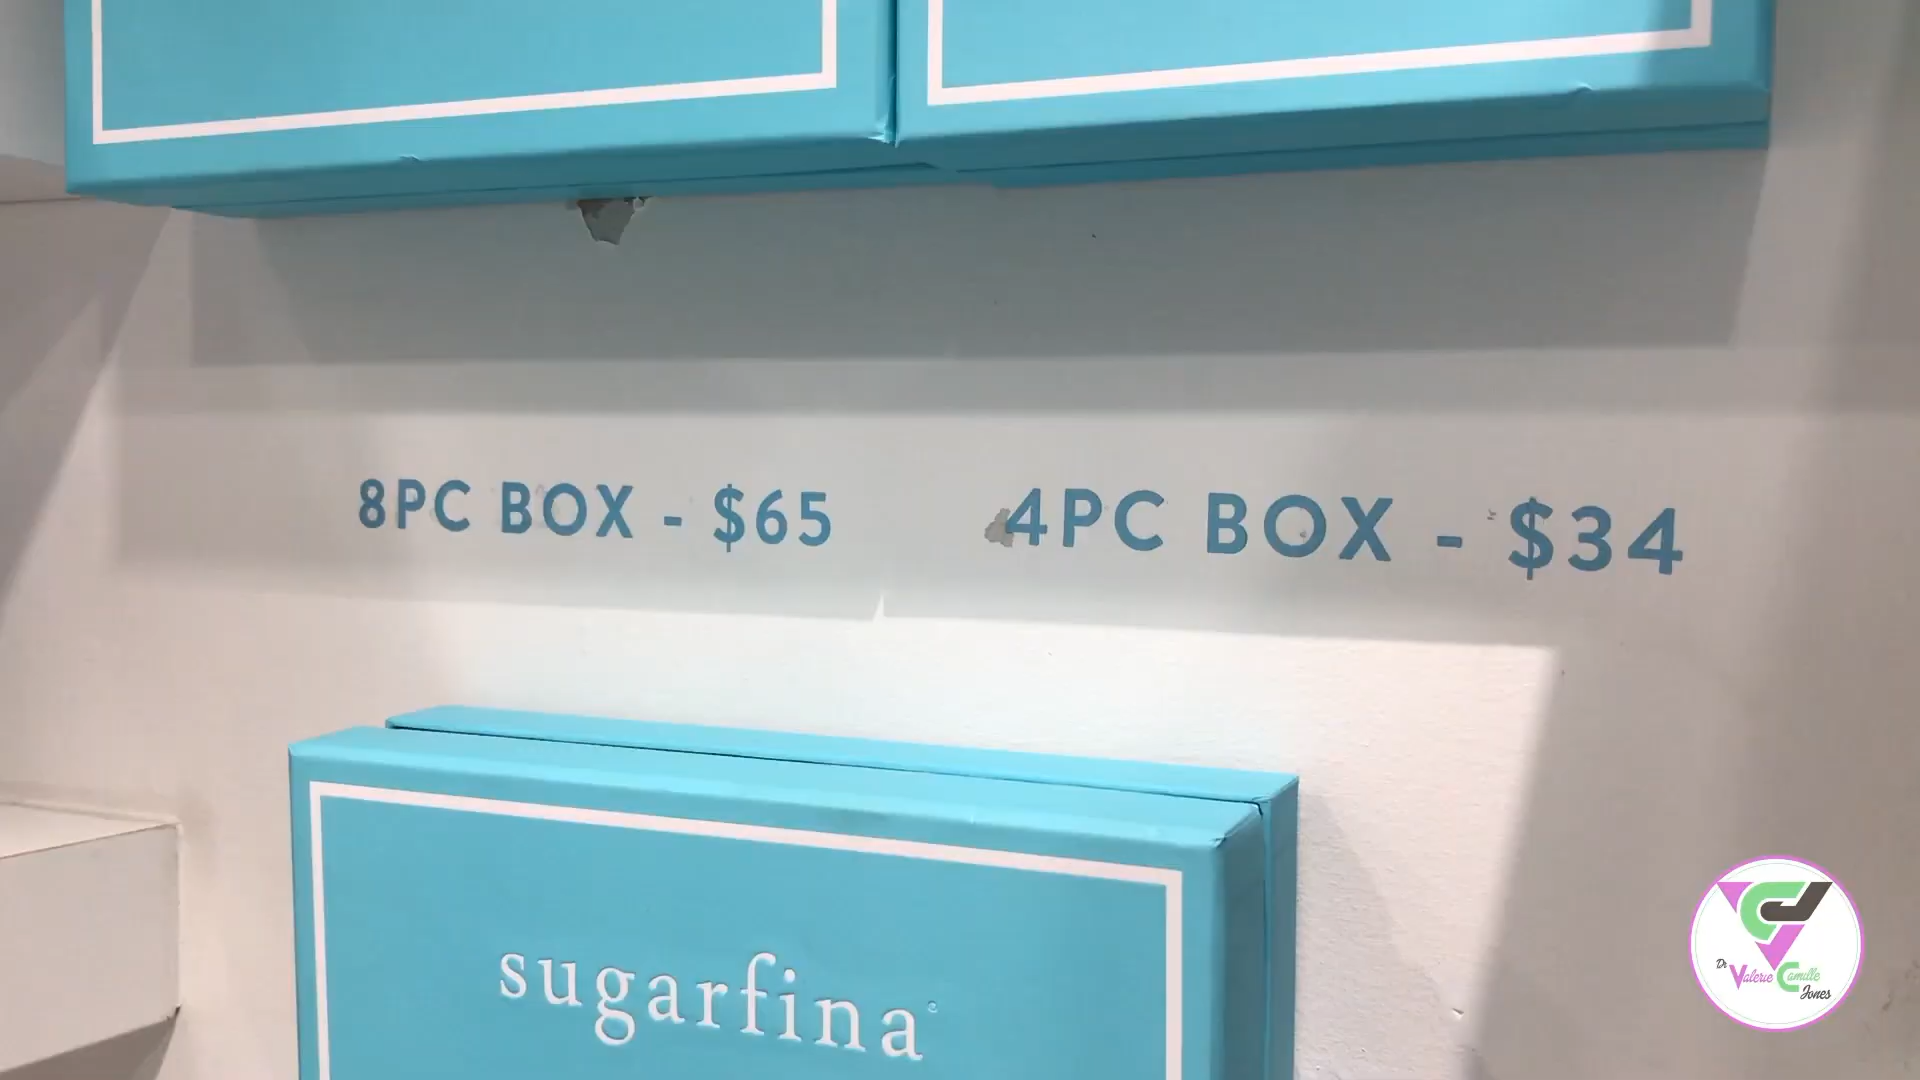 8PC BOX - $65
4PC BOX - $34
sugarfina
Dr Valerie Camille Jones